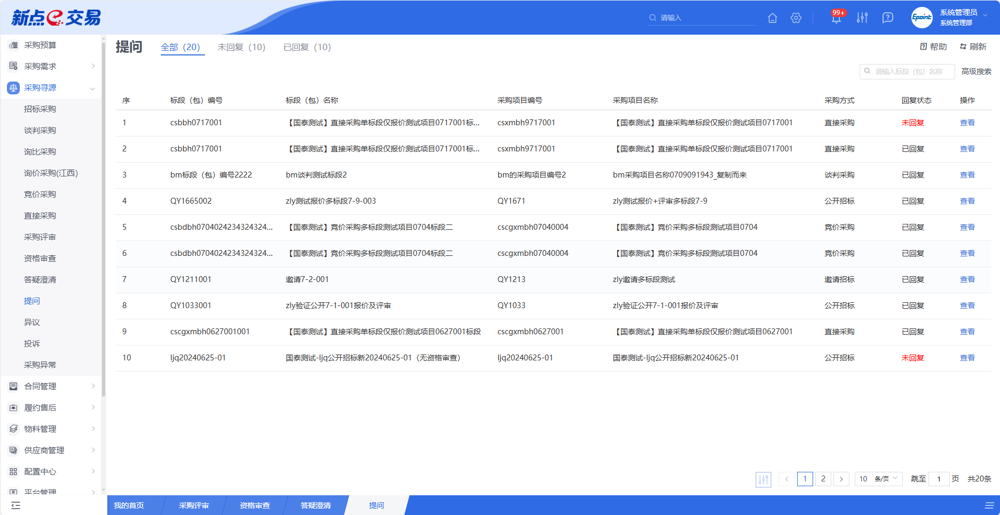 新点e交易
请输入
99+
Epoint
系统管理员
系统管理部
采购预算
采购需求
采购寻源
招标采购
谈判采购
询比采购
询价采购(江西)
竞价采购
直接采购
采购评审
资格审查
答疑澄清
提问
异议
投诉
采购异常
合同管理
履约售后
物料管理
供应商管理
配置中心
平台管理
提问 全部（20） 未回复（10） 已回复（10） 帮助 刷新
请输入标段（包）名称 高级搜索
序 标段（包）编号 标段（包）名称 采购项目编号 采购项目名称 采购方式 回复状态 操作
1 csbbh0717001 【国泰测试】直接采购单标段仅报价测试项目0717001标... csxmbh9717001 【国泰测试】直接采购单标段仅报价测试项目0717001 直接采购 未回复 查看
2 csbbh0717001 【国泰测试】直接采购单标段仅报价测试项目0717001标... csxmbh9717001 【国泰测试】直接采购单标段仅报价测试项目0717001 直接采购 已回复 查看
3 bm标段（包）编号2222 bm谈判测试标段2 bm的采购项目编号2 bm采购项目名称0709091943_复制而来 谈判采购 已回复 查看
4 QY1665002 zly测试报价多标段7-9-003 QY1671 zly测试报价+评审多标段7-9 公开招标 已回复 查看
5 csbdbh0704024234324324... 【国泰测试】竞价采购多标段测试项目0704标段二 cscgxmbh07040004 【国泰测试】竞价采购多标段测试项目0704 竞价采购 已回复 查看
6 csbdbh0704024234324324... 【国泰测试】竞价采购多标段测试项目0704标段二 cscgxmbh07040004 【国泰测试】竞价采购多标段测试项目0704 竞价采购 已回复 查看
7 QY1211001 邀请7-2-001 QY1213 zly邀请多标段测试 邀请招标 已回复 查看
8 QY1033001 zly验证公开7-1-001报价及评审 QY1033 zly验证公开7-1-001报价及评审 公开招标 已回复 查看
9 cscgxmbh0627001001 【国泰测试】直接采购单标段仅报价测试项目0627001标段 cscgxmbh0627001 【国泰测试】直接采购单标段仅报价测试项目0627001 直接采购 已回复 查看
10 ljq20240625-01 国泰测试-ljq公开招标新20240625-01（无资格审查） ljq20240625-01 国泰测试-ljq公开招标新20240625-01 公开招标 未回复 查看
1 2 10 条/页 跳至 1 页 共20条
我的首页 采购评审 资格审查 答疑澄清 提问